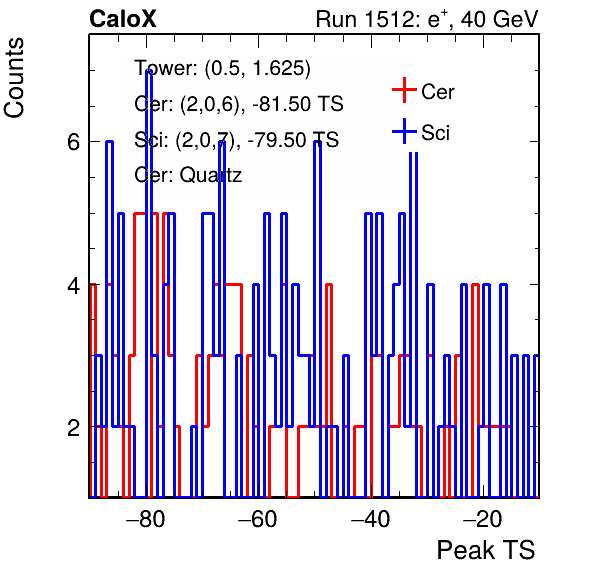 CaloX Run 1512: e+, 40 GeV
Counts
Tower: (0.5, 1.625)
Cer: (2,0,6), -81.50 TS
Sci: (2,0,7), -79.50 TS
Cer: Quartz
Cer
Sci
6
4
2
−80 −60 −40 −20
Peak TS